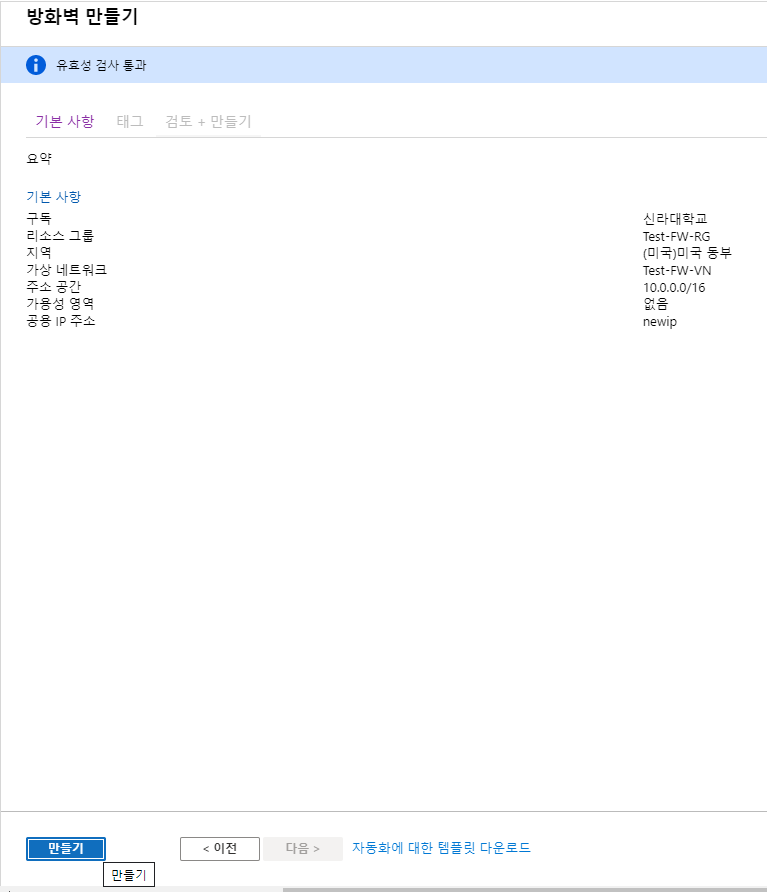 방화벽 만들기
유효성 검사 통과
기본 사항 태그 검토 + 만들기
요약
기본 사항
구독 신라대학교
리소스 그룹 Test-FW-RG
지역 (미국)미국 동부
가상 네트워크 Test-FW-VN
주소 공간 10.0.0.0/16
가용성 영역 없음
공용 IP 주소 newip
만들기 < 이전 다음 > 자동화에 대한 템플릿 다운로드
만들기